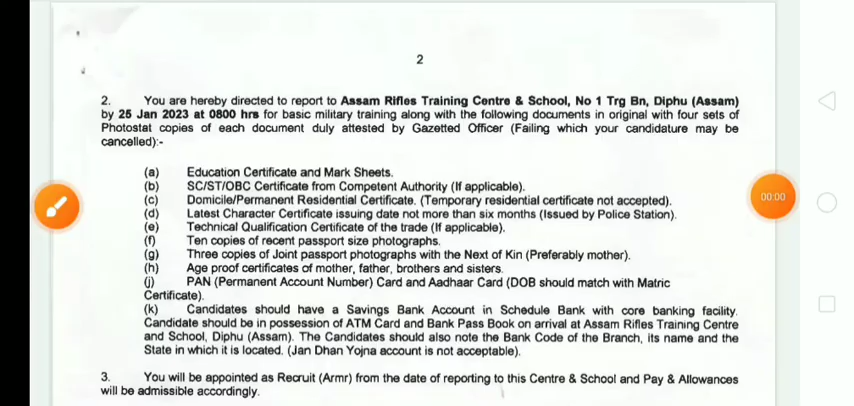 2
2. You are hereby directed to report to Assam Rifles Training Centre & School, No 1 Trg Bn, Diphu (Assam)
by 25 Jan 2023 at 0800 hrs for basic military training along with the following documents in original with four sets of
Photostat copies of each document duly attested by Gazetted Officer (Failing which your candidature may be
cancelled):-
(a) Education Certificate and Mark Sheets.
(b) SC/ST/OBC Certificate from Competent Authority (If applicable).
(c) Domicile/Permanent Residential Certificate. (Temporary residential certificate not accepted).
(d) Latest Character Certificate issuing date not more than six months (Issued by Police Station).
(e) Technical Qualification Certificate of the trade (If applicable).
(f) Ten copies of recent passport size photographs.
(g) Three copies of Joint passport photographs with the Next of Kin (Preferably mother).
(h) Age proof certificates of mother, father, brothers and sisters.
(j) PAN (Permanent Account Number) Card and Aadhaar Card (DOB should match with Matric
Certificate).
(k) Candidates should have a Savings Bank Account in Schedule Bank with core banking facility.
Candidate should be in possession of ATM Card and Bank Pass Book on arrival at Assam Rifles Training Centre
and School, Diphu (Assam). The Candidates should also note the Bank Code of the Branch, its name and the
State in which it is located. (Jan Dhan Yojna account is not acceptable).
3. You will be appointed as Recruit (Armr) from the date of reporting to this Centre & School and Pay & Allowances
will be admissible accordingly.
00:00